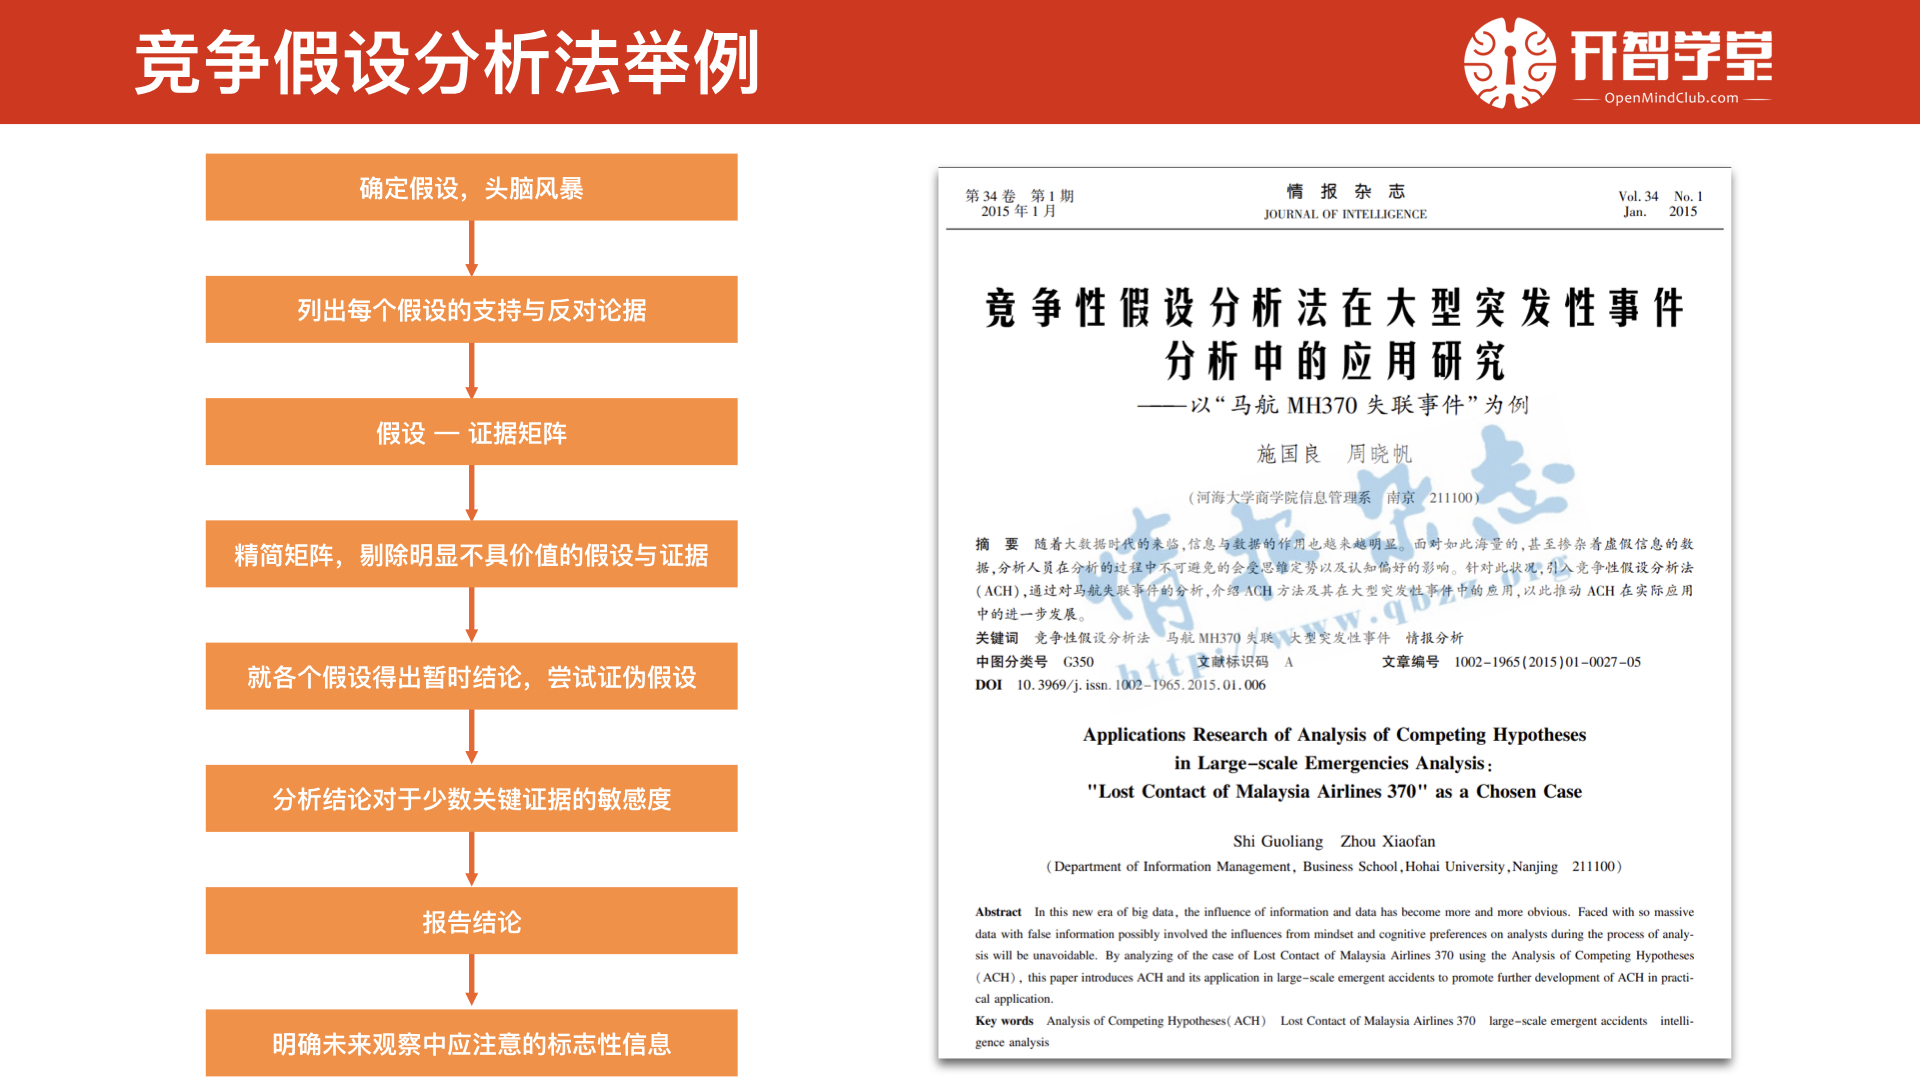 竞争假设分析法举例
开智学堂
OpenMindClub.com
确定假设，头脑风暴
列出每个假设的支持与反对论据
假设 — 证据矩阵
精简矩阵，剔除明显不具价值的假设与证据
就各个假设得出暂时结论，尝试证伪假设
分析结论对于少数关键证据的敏感度
报告结论
明确未来观察中应注意的标志性信息
第 34 卷 第 1 期
2015 年 1 月
情 报 杂 志
JOURNAL OF INTELLIGENCE
Vol. 34 No. 1
Jan. 2015
竞争性假设分析法在大型突发性事件
分析中的应用研究
——以“马航 MH370 失联事件”为例
施国良 周晓帆
(河海大学商学院信息管理系 南京 211100)
摘 要 随着大数据时代的来临,信息与数据的作用也越来越明显。面对如此海量的,甚至掺杂着虚假信息的数
据,分析人员在分析的过程中不可避免的会受思维定势以及认知偏好的影响。针对此状况,引入竞争性假设分析法
(ACH),通过对马航失联事件的分析,介绍 ACH 方法及其在大型突发性事件中的应用,以此推动 ACH 在实际应用
中的进一步发展。
关键词 竞争性假设分析法 马航 MH370 失联 大型突发性事件 情报分析
中图分类号 G350 文献标识码 A 文章编号 1002-1965(2015)01-0027-05
DOI 10.3969/j.issn.1002-1965.2015.01.006
情报杂志
http://www.qbzz.org
Applications Research of Analysis of Competing Hypotheses
in Large-scale Emergencies Analysis:
"Lost Contact of Malaysia Airlines 370" as a Chosen Case
Shi Guoliang Zhou Xiaofan
(Department of Information Management, Business School, Hohai University, Nanjing 211100)
Abstract In this new era of big data, the influence of information and data has become more and more obvious. Faced with so massive
data with false information possibly involved the influences from mindset and cognitive preferences on analysts during the process of analy-
sis will be unavoidable. By analyzing of the case of Lost Contact of Malaysia Airlines 370 using the Analysis of Competing Hypotheses
(ACH), this paper introduces ACH and its application in large-scale emergent accidents to promote further development of ACH in practi-
cal application.
Key words Analysis of Competing Hypotheses(ACH) Lost Contact of Malaysia Airlines 370 large-scale emergent accidents intelli-
gence analysis